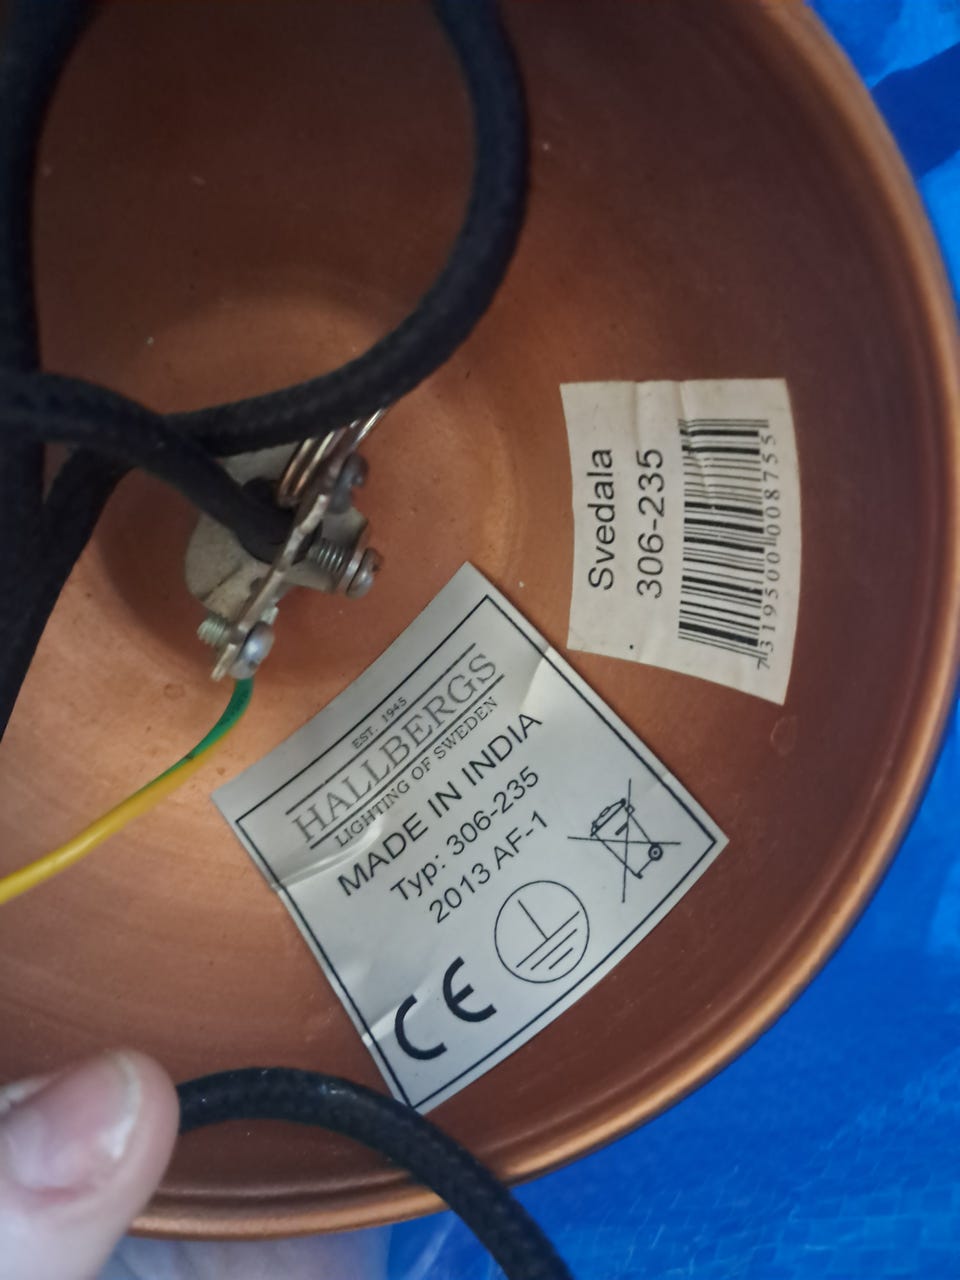 Svedala
306-235
7319500008755
EST. 1945
HALLBERGS
LIGHTING OF SWEDEN
MADE IN INDIA
Typ: 306-235
2013 AF-1
CE